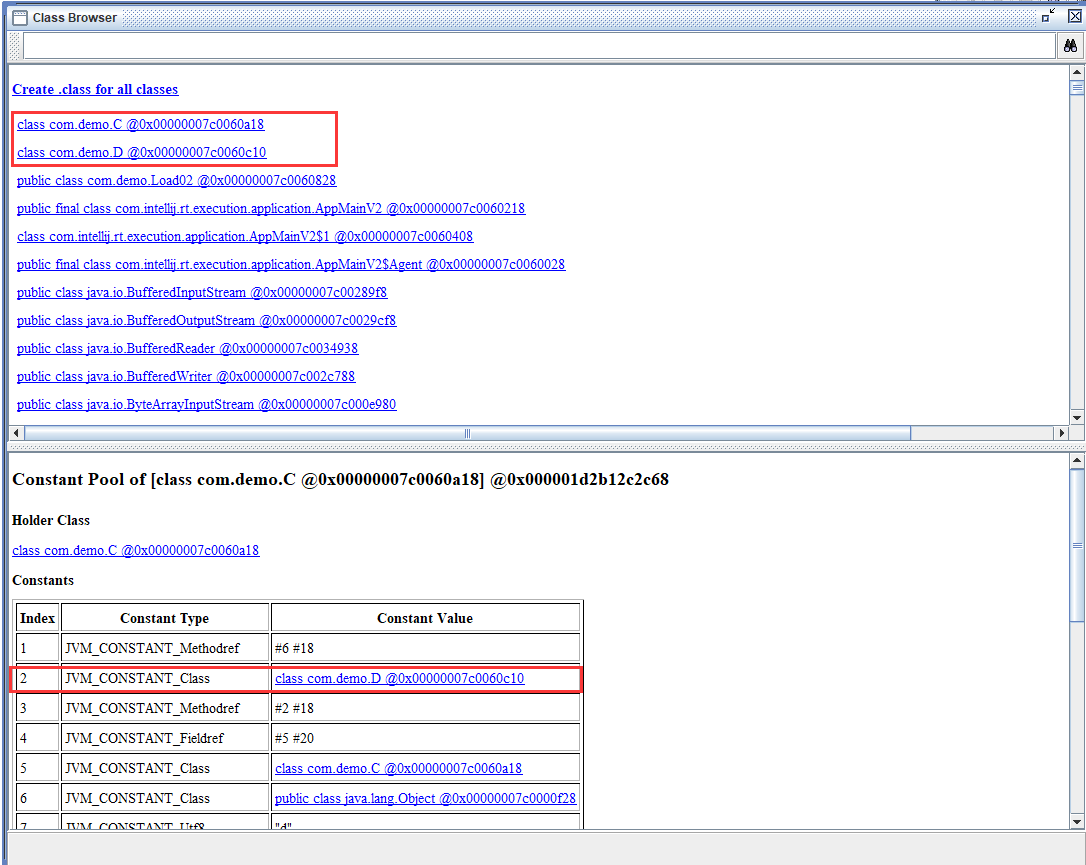 Class Browser
Create .class for all classes
class com.demo.C @0x00000007c0060a18
class com.demo.D @0x00000007c0060c10
public class com.demo.Load02 @0x00000007c0060828
public final class com.intellij.rt.execution.application.AppMainV2 @0x00000007c0060218
class com.intellij.rt.execution.application.AppMainV2$1 @0x00000007c0060408
public final class com.intellij.rt.execution.application.AppMainV2$Agent @0x00000007c0060028
public class java.io.BufferedInputStream @0x00000007c00289f8
public class java.io.BufferedOutputStream @0x00000007c0029cf8
public class java.io.BufferedReader @0x00000007c0034938
public class java.io.BufferedWriter @0x00000007c002c788
public class java.io.ByteArrayInputStream @0x00000007c000e980
Constant Pool of [class com.demo.C @0x00000007c0060a18] @0x000001d2b12c2c68
Holder Class
class com.demo.C @0x00000007c0060a18
Constants
Index Constant Type Constant Value
1 JVM_CONSTANT_Methodref #6 #18
2 JVM_CONSTANT_Class class com.demo.D @0x00000007c0060c10
3 JVM_CONSTANT_Methodref #2 #18
4 JVM_CONSTANT_Fieldref #5 #20
5 JVM_CONSTANT_Class class com.demo.C @0x00000007c0060a18
6 JVM_CONSTANT_Class public class java.lang.Object @0x00000007c0000f28
7 JVM_CONSTANT_Utf8 "d"